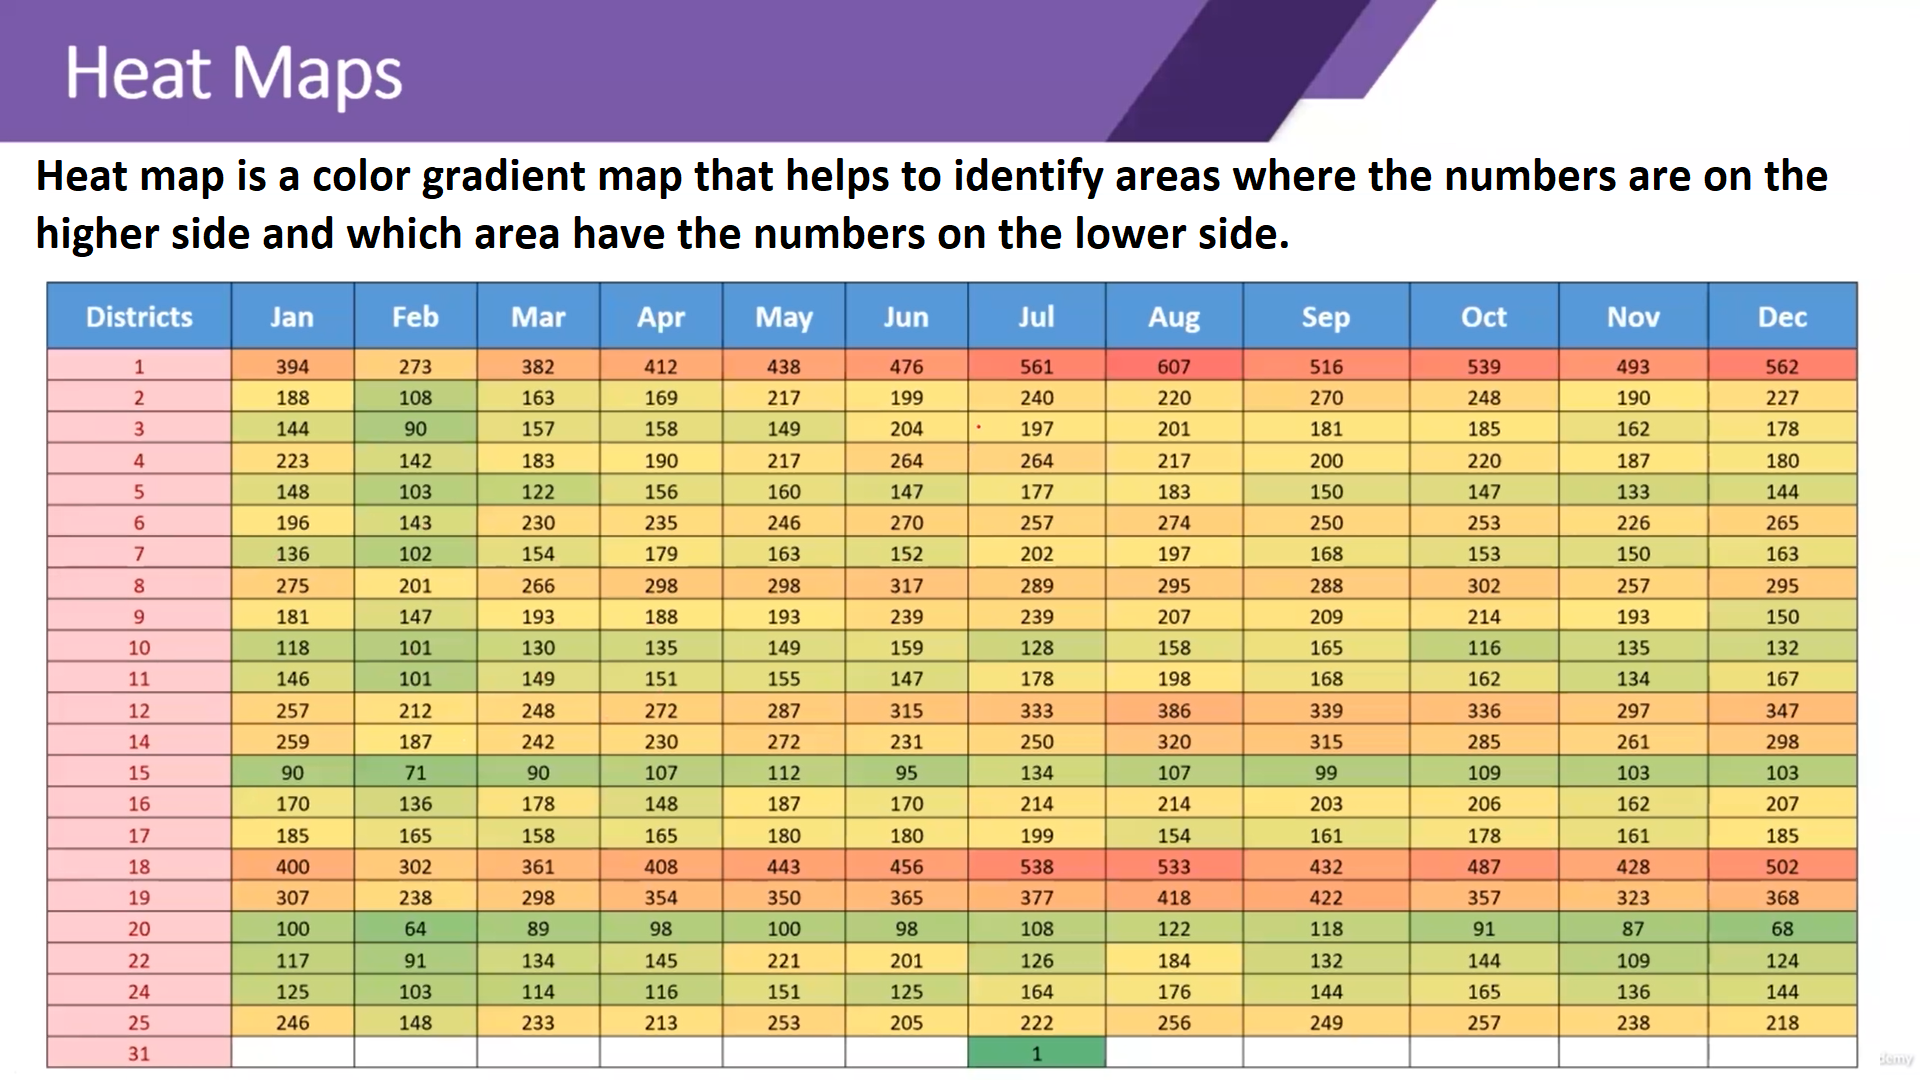 Heat Maps
Heat map is a color gradient map that helps to identify areas where the numbers are on the
higher side and which area have the numbers on the lower side.
Districts Jan Feb Mar Apr May Jun Jul Aug Sep Oct Nov Dec
1 394 273 382 412 438 476 561 607 516 539 493 562
2 188 108 163 169 217 199 240 220 270 248 190 227
3 144 90 157 158 149 204 197 201 181 185 162 178
4 223 142 183 190 217 264 264 217 200 220 187 180
5 148 103 122 156 160 147 177 183 150 147 133 144
6 196 143 230 235 246 270 257 274 250 253 226 265
7 136 102 154 179 163 152 202 197 168 153 150 163
8 275 201 266 298 298 317 289 295 288 302 257 295
9 181 147 193 188 193 239 239 207 209 214 193 150
10 118 101 130 135 149 159 128 158 165 116 135 132
11 146 101 149 151 155 147 178 198 168 162 134 167
12 257 212 248 272 287 315 333 386 339 336 297 347
14 259 187 242 230 272 231 250 320 315 285 261 298
15 90 71 90 107 112 95 134 107 99 109 103 103
16 170 136 178 148 187 170 214 214 203 206 162 207
17 185 165 158 165 180 180 199 154 161 178 161 185
18 400 302 361 408 443 456 538 533 432 487 428 502
19 307 238 298 354 350 365 377 418 422 357 323 368
20 100 64 89 98 100 98 108 122 118 91 87 68
22 117 91 134 145 221 201 126 184 132 144 109 124
24 125 103 114 116 151 125 164 176 144 165 136 144
25 246 148 233 213 253 205 222 256 249 257 238 218
31 1
demy